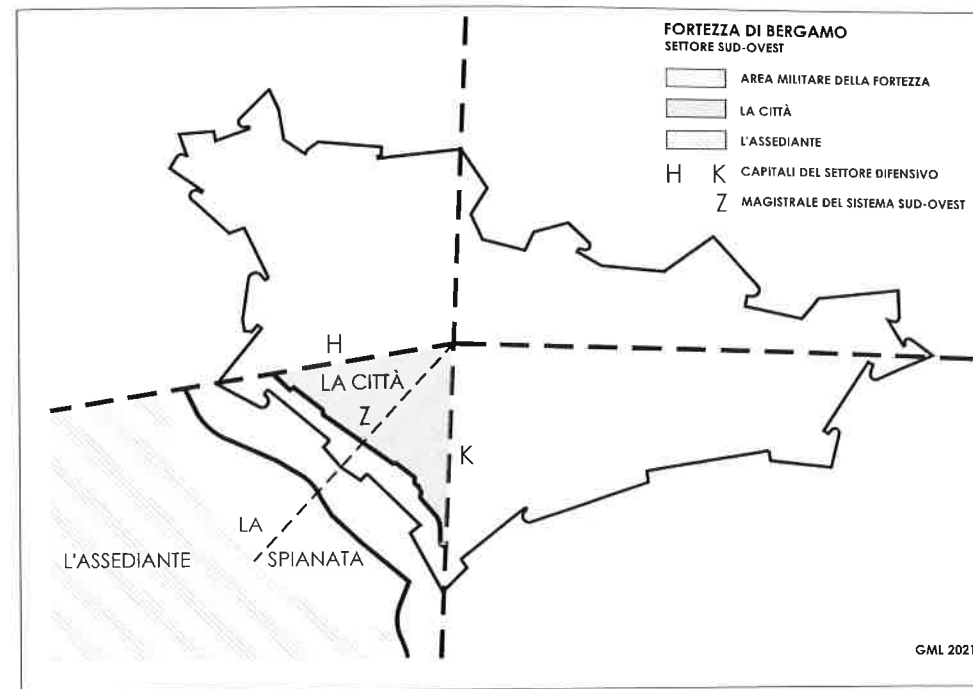 FORTEZZA DI BERGAMO
SETTORE SUD-OVEST
AREA MILITARE DELLA FORTEZZA
LA CITTÀ
L'ASSEDIANTE
H K CAPITALI DEL SETTORE DIFENSIVO
Z MAGISTRALE DEL SISTEMA SUD-OVEST
H
LA CITTÀ
Z
K
LA
SPIANATA
L'ASSEDIANTE
GML 2021